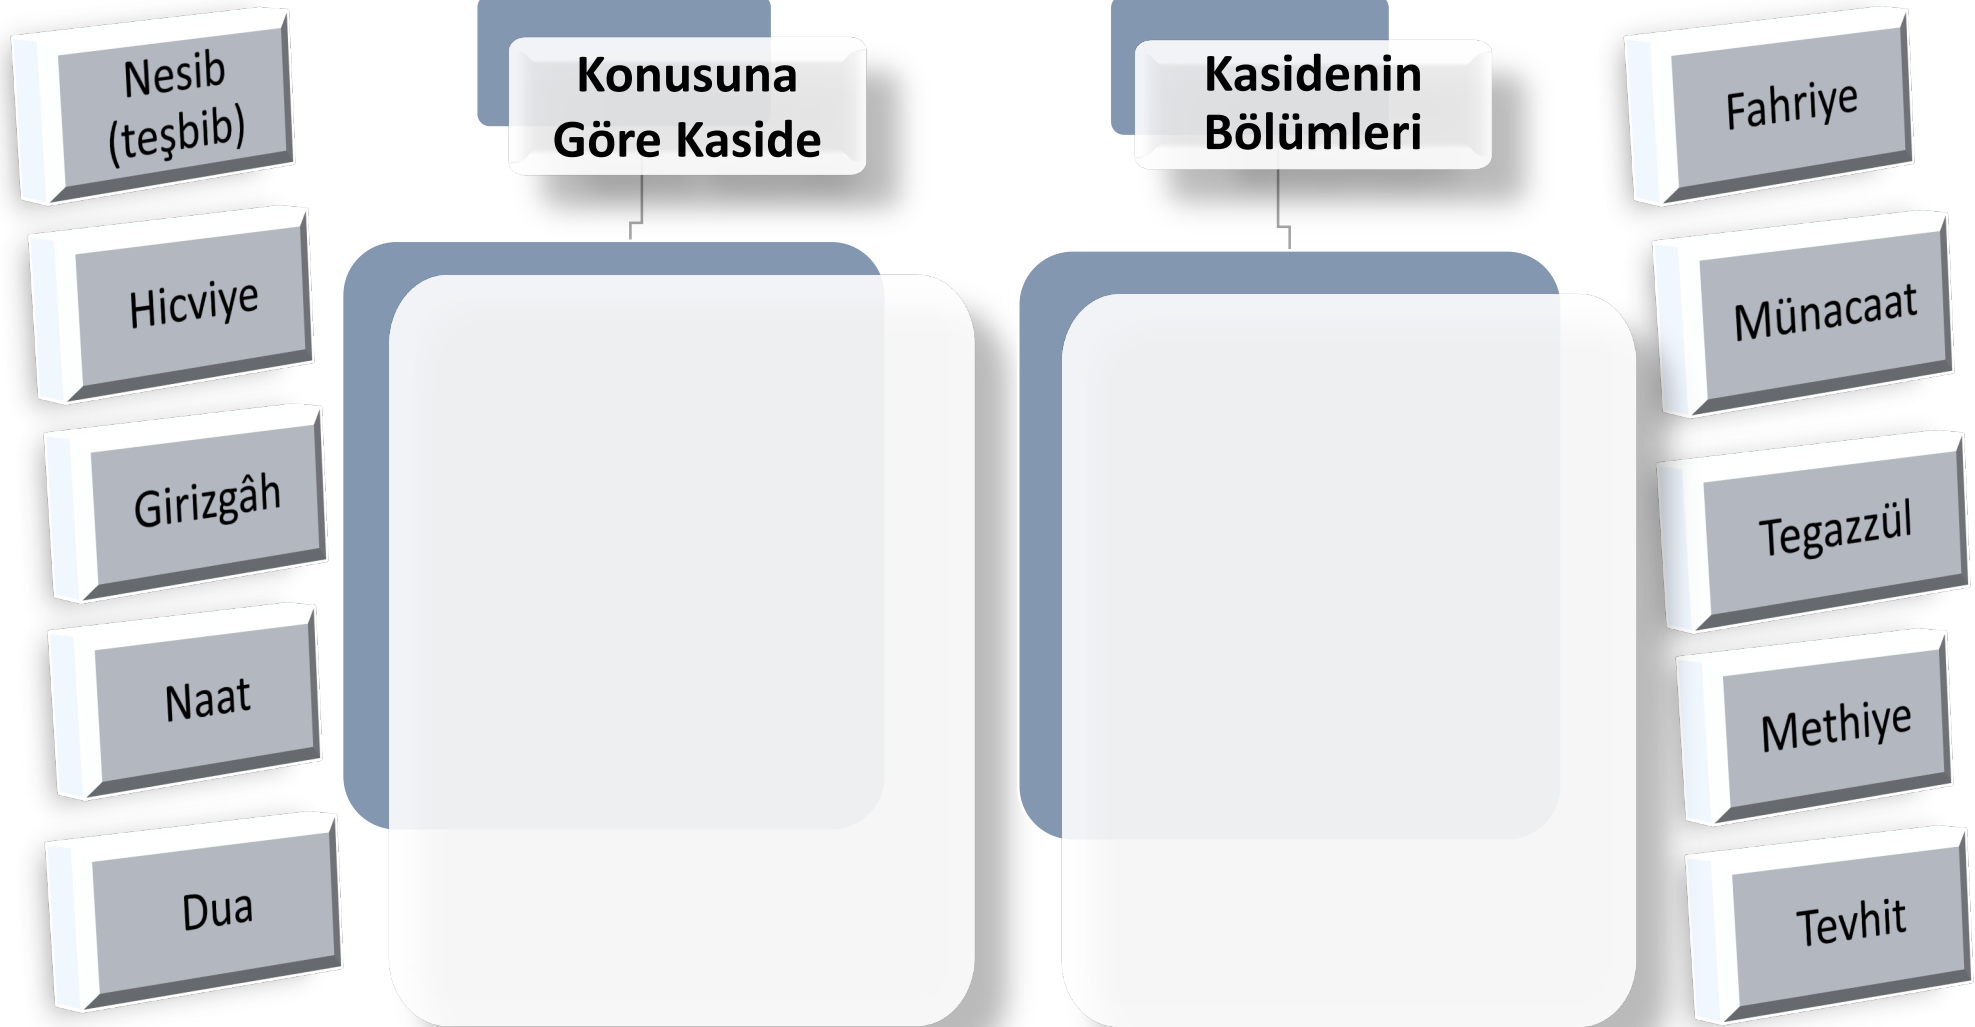 Nesib
(teşbib)
Hicviye
Girizgâh
Naat
Dua
Konusuna
Göre Kaside
Kasidenin
Bölümleri
Fahriye
Münacaat
Tegazzül
Methiye
Tevhit